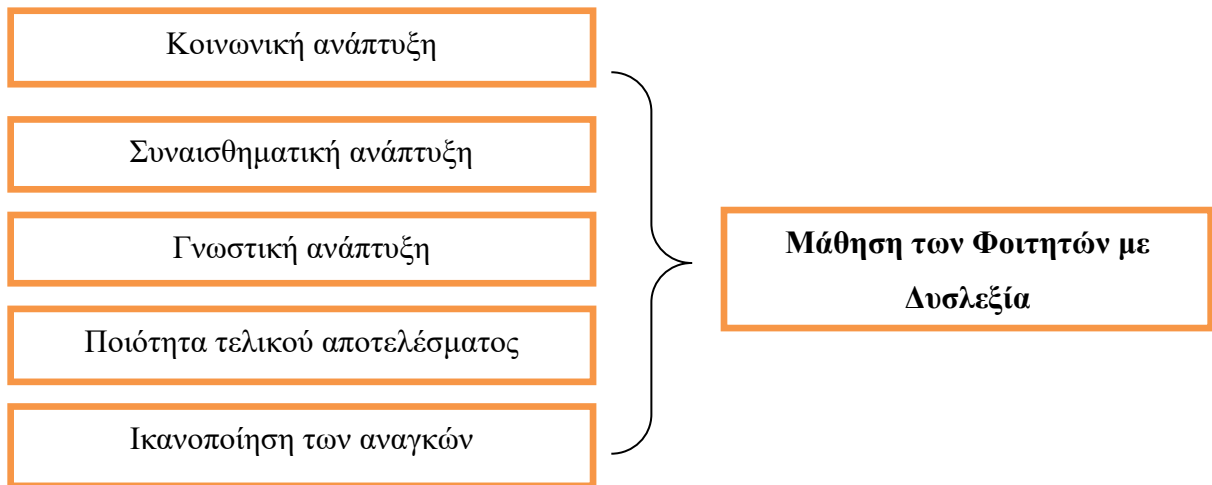 Κοινωνική ανάπτυξη
Συναισθηματική ανάπτυξη
Γνωστική ανάπτυξη
Ποιότητα τελικού αποτελέσματος
Ικανοποίηση των αναγκών
Μάθηση των Φοιτητών με
Δυσλεξία